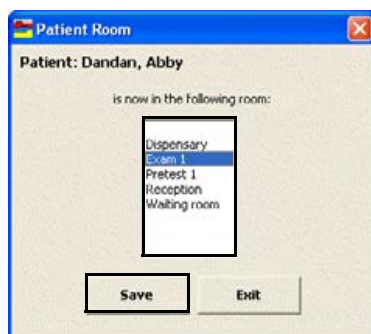 Patient Room
Patient: Dandan, Abby
is now in the following room:
Dispensary
Exam 1
Pretest 1
Reception
Waiting room
Save Exit